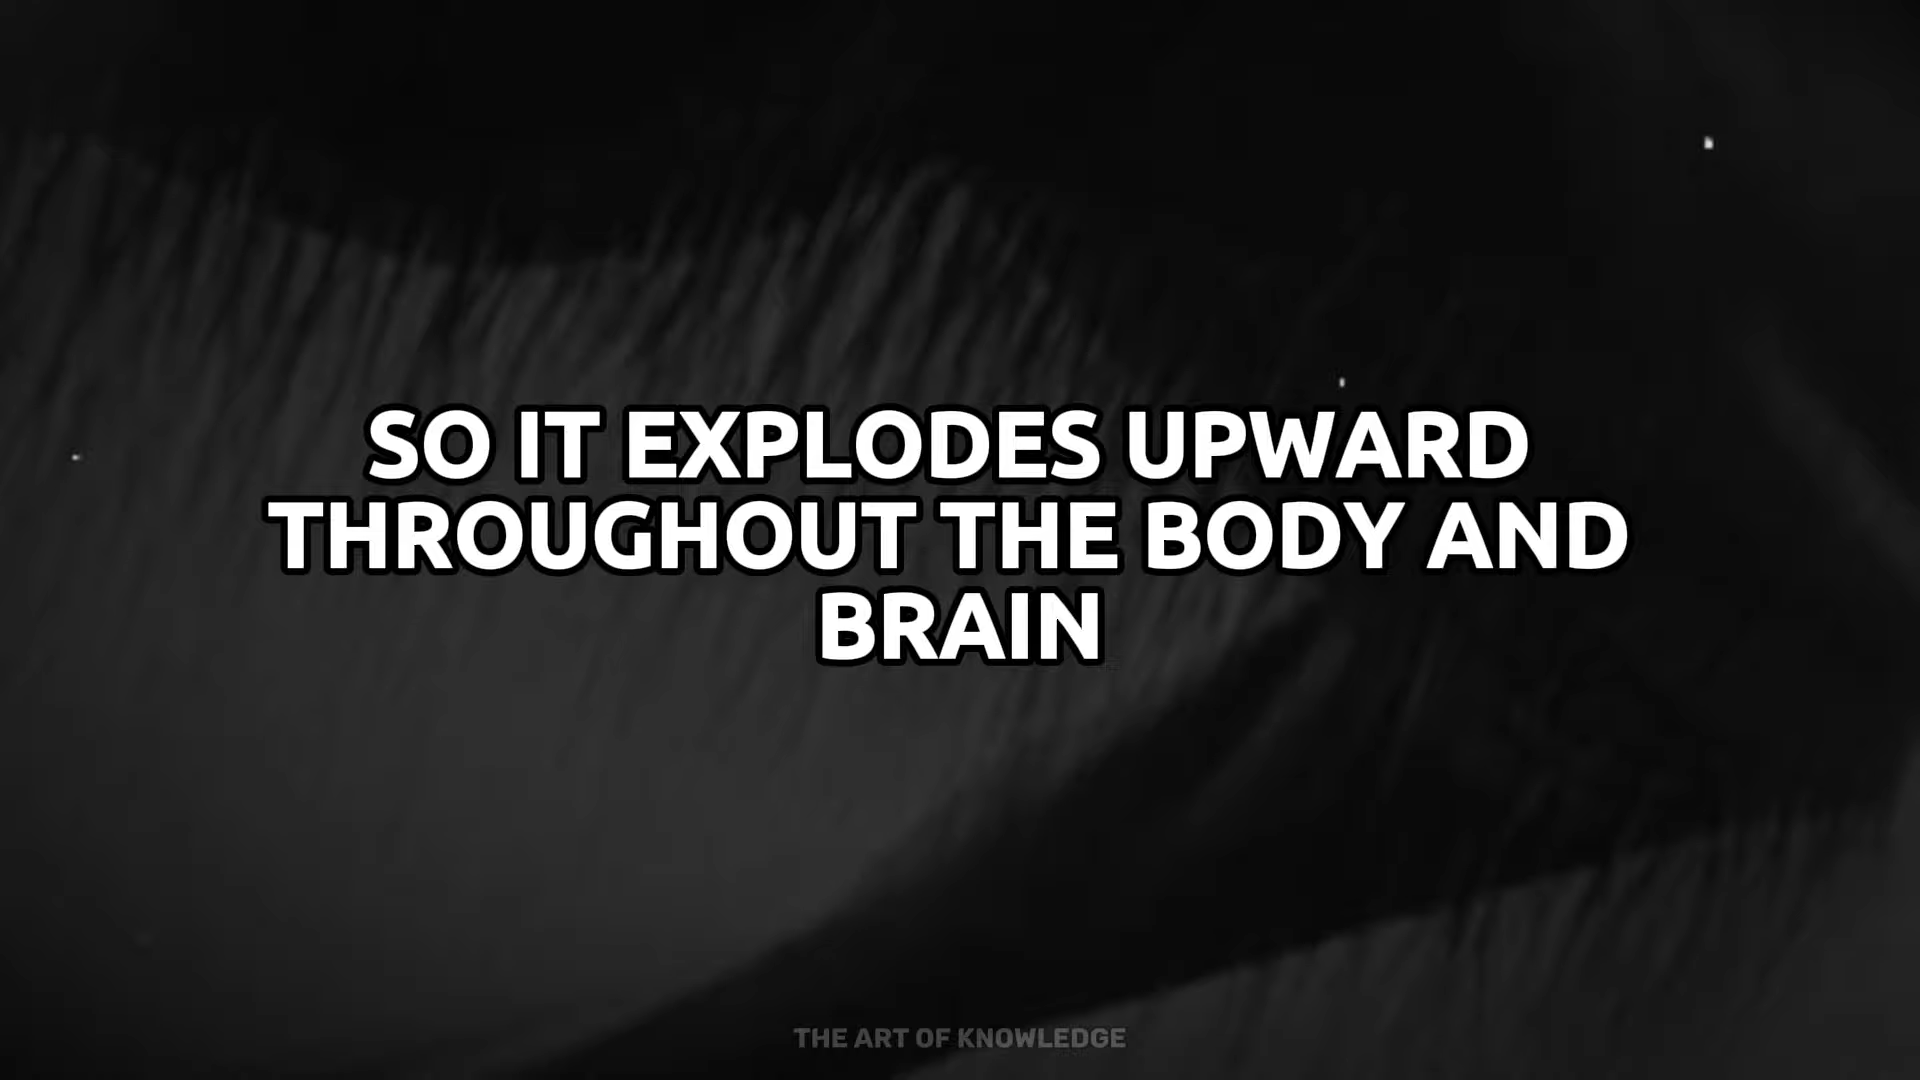 SO IT EXPLODES UPWARD
THROUGHOUT THE BODY AND
BRAIN
THE ART OF KNOWLEDGE